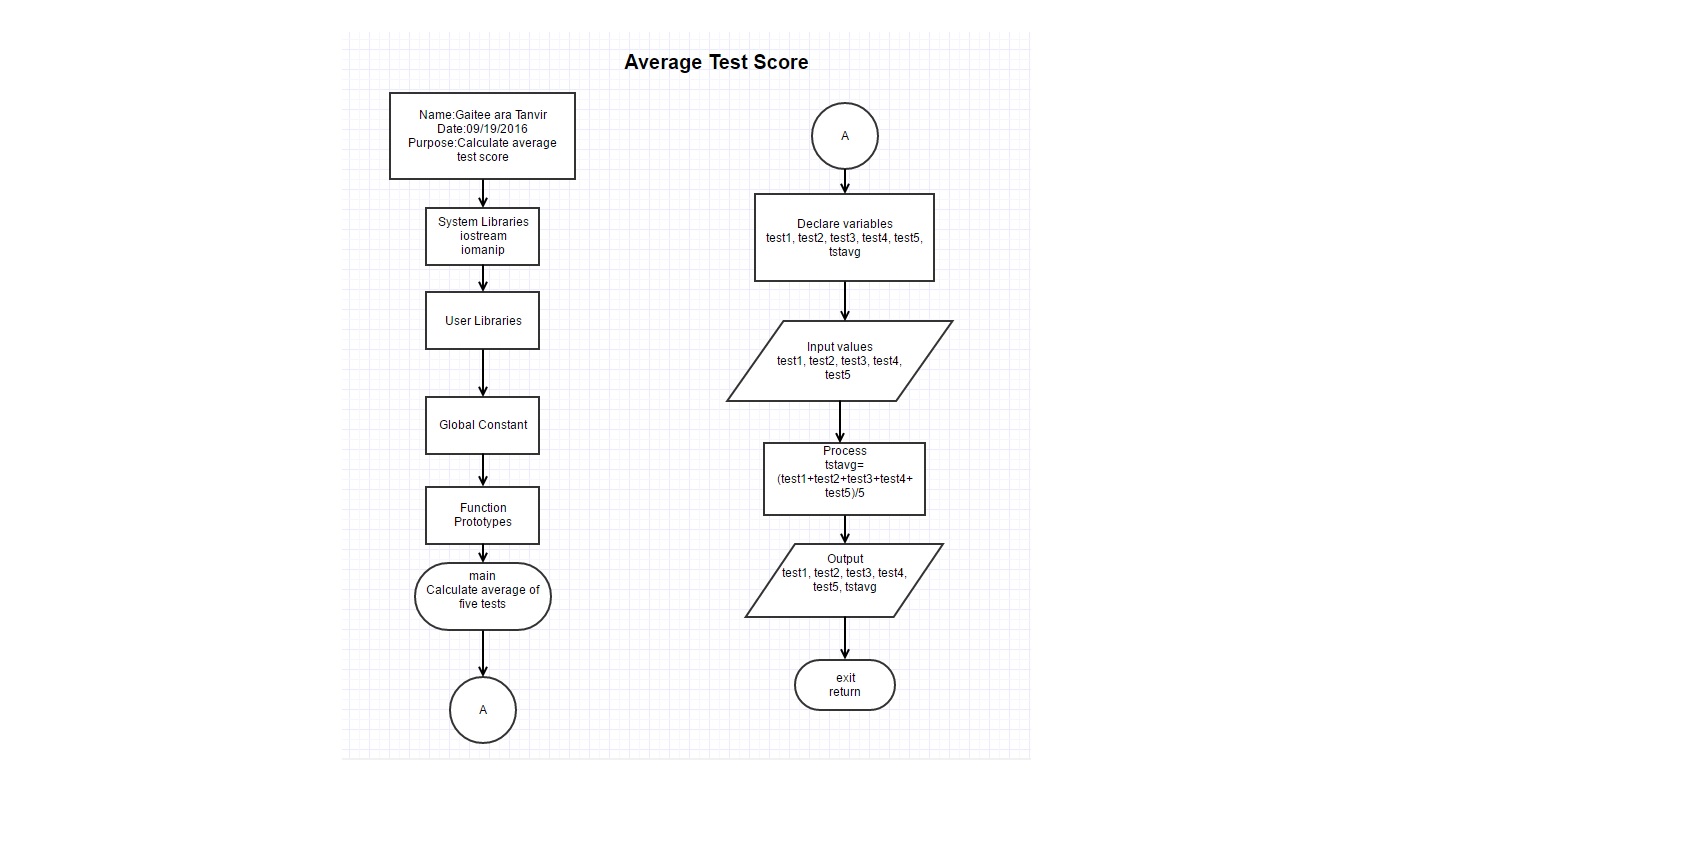 Average Test Score
Name:Gaitee ara Tanvir
Date:09/19/2016
Purpose:Calculate average
test score
System Libraries
iostream
iomanip
User Libraries
Global Constant
Function
Prototypes
main
Calculate average of
five tests
A
A
Declare variables
test1, test2, test3, test4, test5,
tstavg
Input values
test1, test2, test3, test4,
test5
Process
tstavg=
(test1+test2+test3+test4+
test5)/5
Output
test1, test2, test3, test4,
test5, tstavg
exit
return